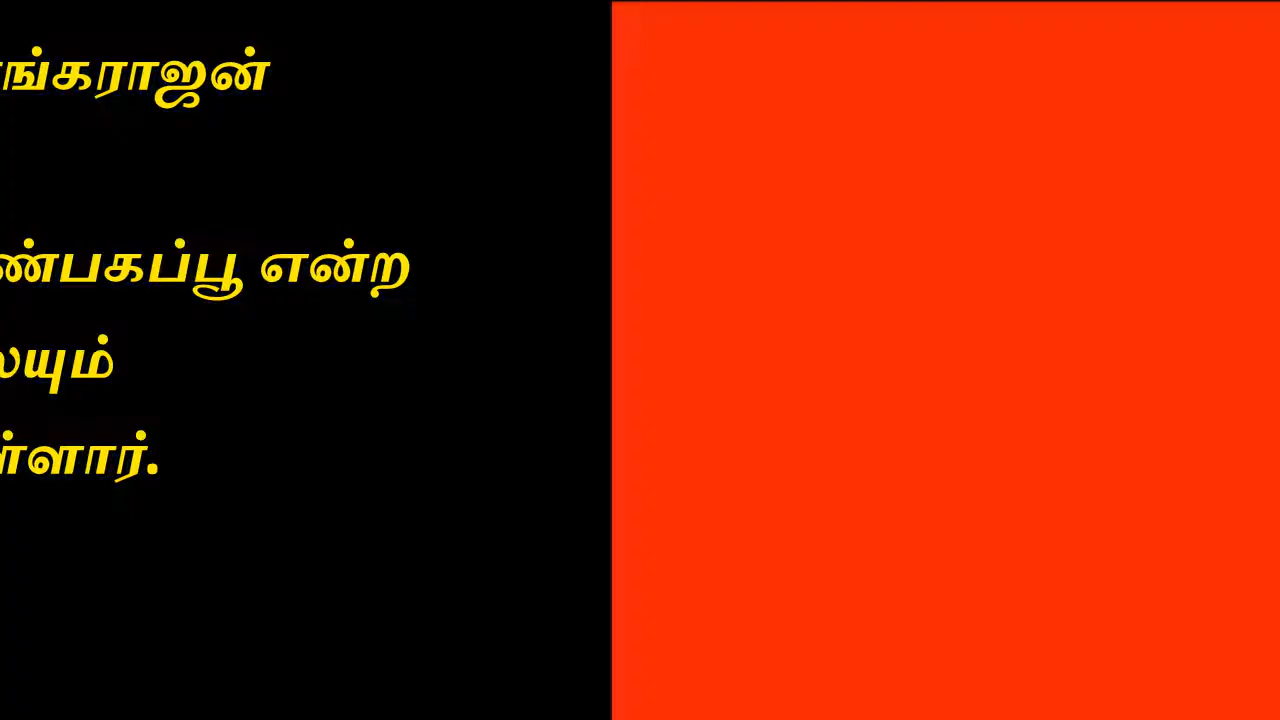 ங்கராஜன்
ண்பகப்பூ என்ற
யும்
ள்ளார்.